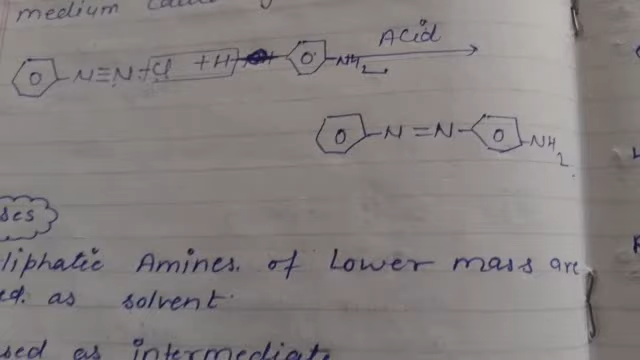 medium
N≡N+Cl +H NH2 Acid
N=N NH2.
ses
liphatic Amines. of Lower mass are
ed. as solvent.
sed as intermediate